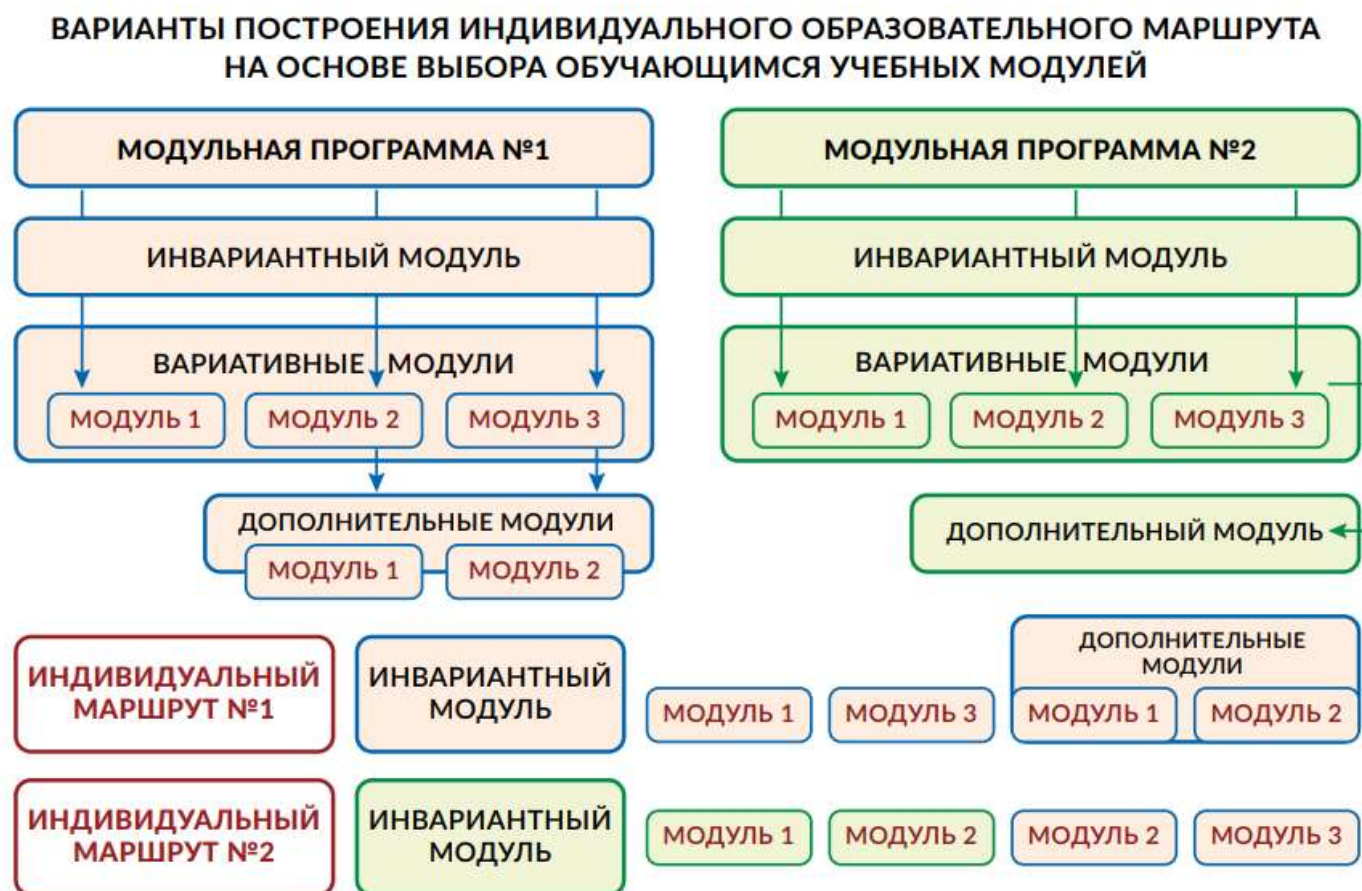 ВАРИАНТЫ ПОСТРОЕНИЯ ИНДИВИДУАЛЬНОГО ОБРАЗОВАТЕЛЬНОГО МАРШРУТА
НА ОСНОВЕ ВЫБОРА ОБУЧАЮЩИМСЯ УЧЕБНЫХ МОДУЛЕЙ
МОДУЛЬНАЯ ПРОГРАММА №1
ИНВАРИАНТНЫЙ МОДУЛЬ
ВАРИАТИВНЫЕ МОДУЛИ
МОДУЛЬ 1
МОДУЛЬ 2
МОДУЛЬ 3
ДОПОЛНИТЕЛЬНЫЕ МОДУЛИ
МОДУЛЬ 1
МОДУЛЬ 2
МОДУЛЬНАЯ ПРОГРАММА №2
ИНВАРИАНТНЫЙ МОДУЛЬ
ВАРИАТИВНЫЕ МОДУЛИ
МОДУЛЬ 1
МОДУЛЬ 2
МОДУЛЬ 3
ДОПОЛНИТЕЛЬНЫЙ МОДУЛЬ
ИНДИВИДУАЛЬНЫЙ
МАРШРУТ №1
ИНВАРИАНТНЫЙ
МОДУЛЬ
МОДУЛЬ 1
МОДУЛЬ 3
ДОПОЛНИТЕЛЬНЫЕ
МОДУЛИ
МОДУЛЬ 1
МОДУЛЬ 2
ИНДИВИДУАЛЬНЫЙ
МАРШРУТ №2
ИНВАРИАНТНЫЙ
МОДУЛЬ
МОДУЛЬ 1
МОДУЛЬ 2
МОДУЛЬ 2
МОДУЛЬ 3